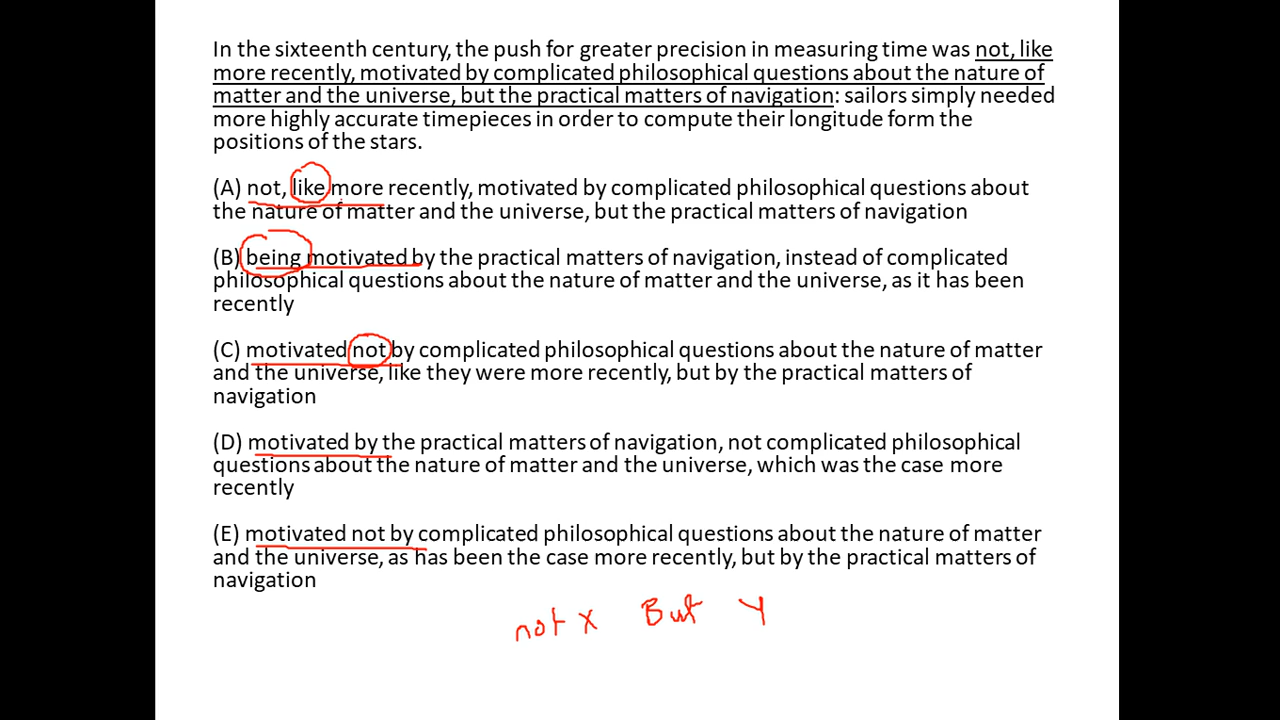 In the sixteenth century, the push for greater precision in measuring time was not, like
more recently, motivated by complicated philosophical questions about the nature of
matter and the universe, but the practical matters of navigation: sailors simply needed
more highly accurate timepieces in order to compute their longitude form the
positions of the stars.
(A) not, like more recently, motivated by complicated philosophical questions about
the nature of matter and the universe, but the practical matters of navigation
(B) being motivated by the practical matters of navigation, instead of complicated
philosophical questions about the nature of matter and the universe, as it has been
recently
(C) motivated not by complicated philosophical questions about the nature of matter
and the universe, like they were more recently, but by the practical matters of
navigation
(D) motivated by the practical matters of navigation, not complicated philosophical
questions about the nature of matter and the universe, which was the case more
recently
(E) motivated not by complicated philosophical questions about the nature of matter
and the universe, as has been the case more recently, but by the practical matters of
navigation
not X But Y